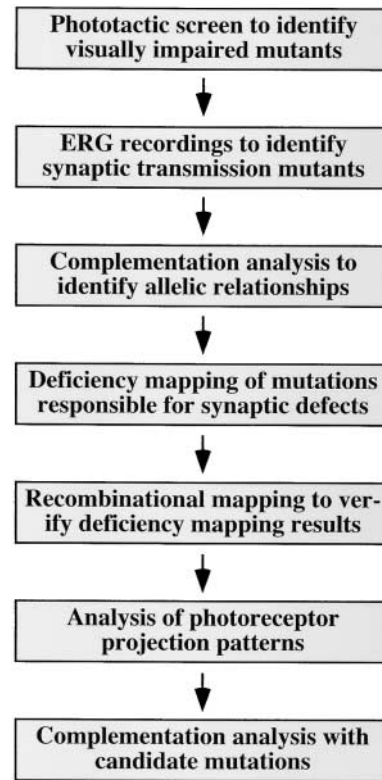 Phototactic screen to identify
visually impaired mutants
ERG recordings to identify
synaptic transmission mutants
Complementation analysis to
identify allelic relationships
Deficiency mapping of mutations
responsible for synaptic defects
Recombinational mapping to ver-
ify deficiency mapping results
Analysis of photoreceptor
projection patterns
Complementation analysis with
candidate mutations